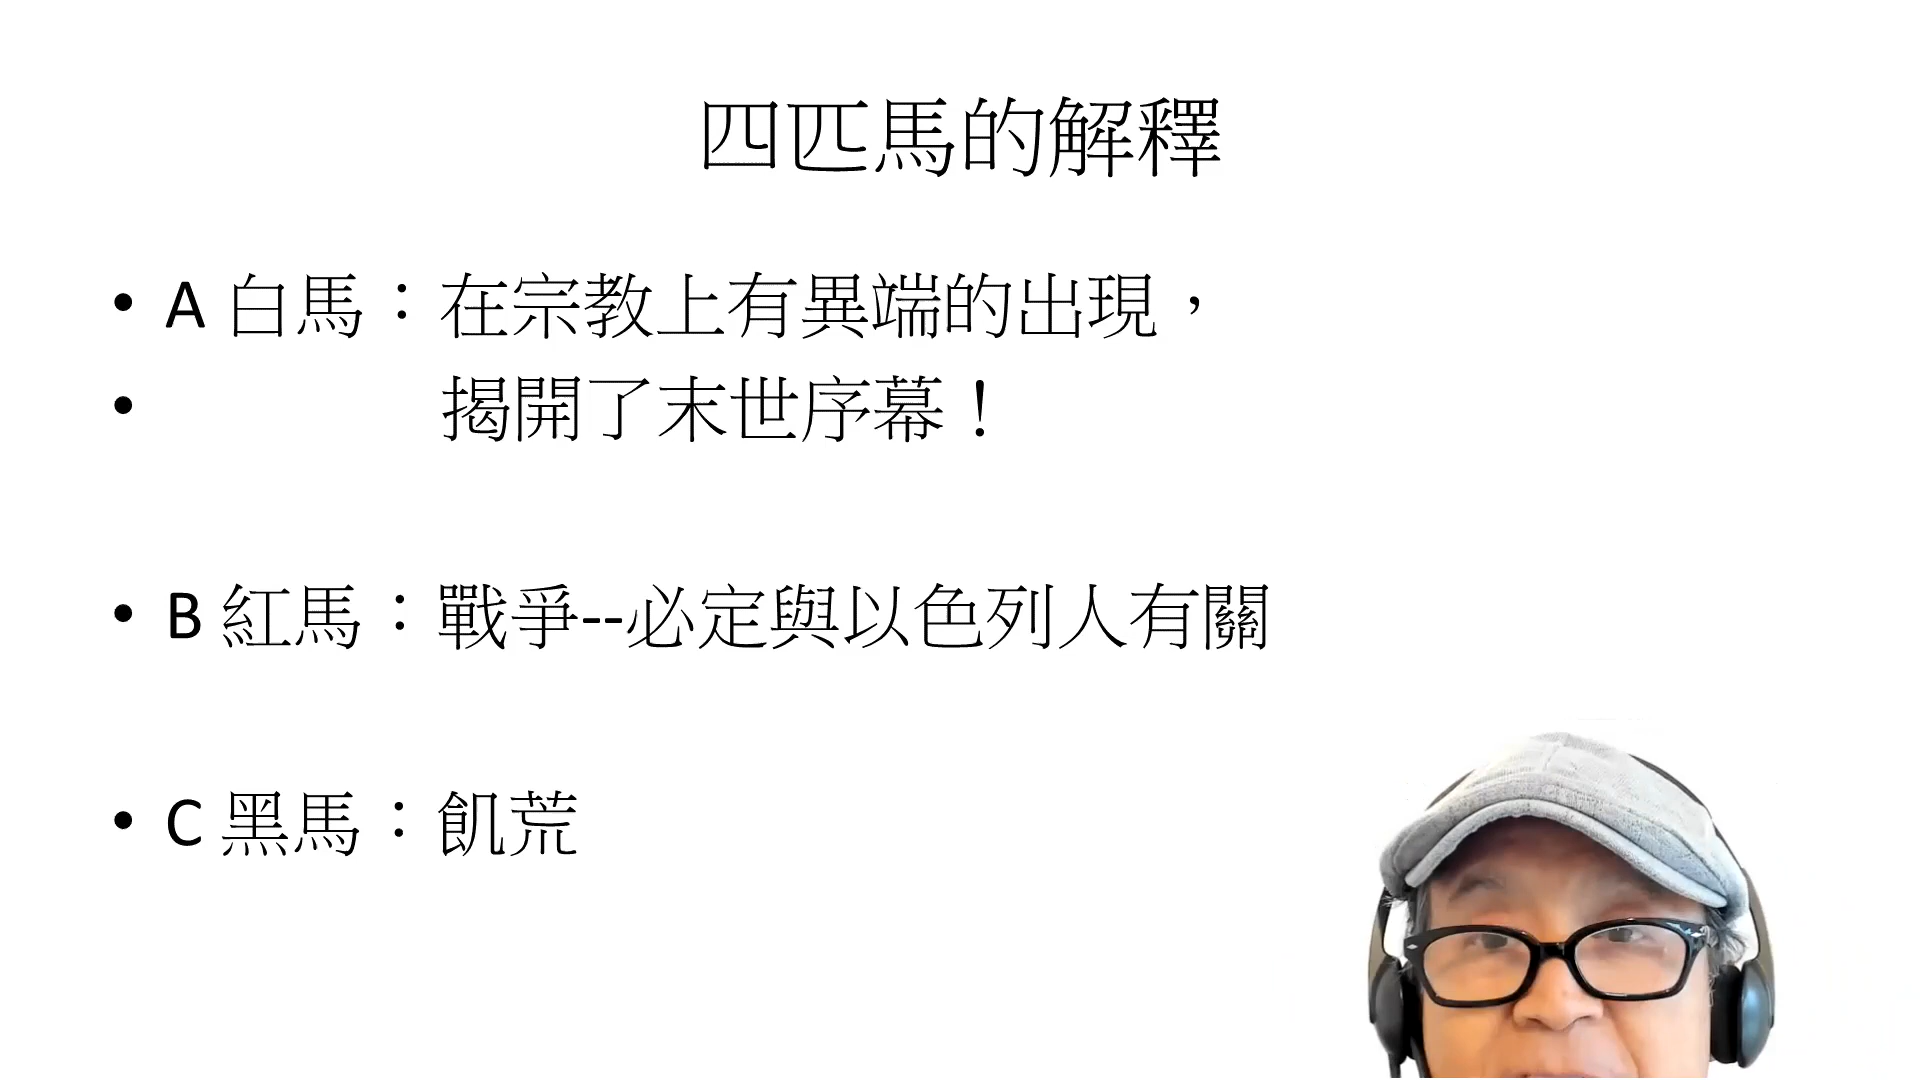 四匹馬的解釋
• A 白馬：在宗教上有異端的出現，
• 揭開了末世序幕！
• B 紅馬：戰爭--必定與以色列人有關
• C 黑馬：飢荒